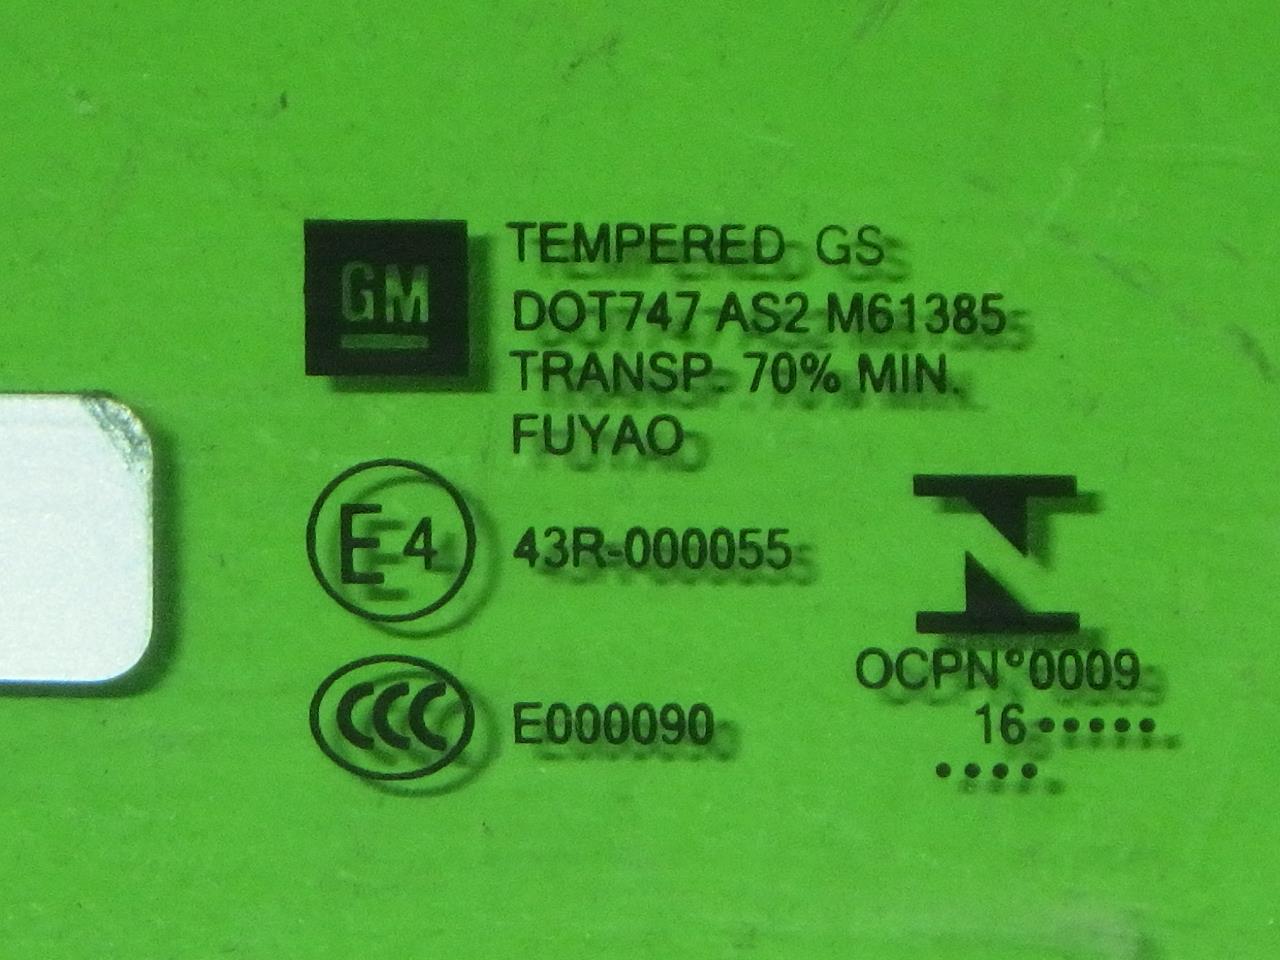 GM
TEMPERED GS
DOT747 AS2 M61385
TRANSP. 70% MIN.
FUYAO
E4
43R-000055
N
OCPN°0009
16•••••
••••
CCC
E000090